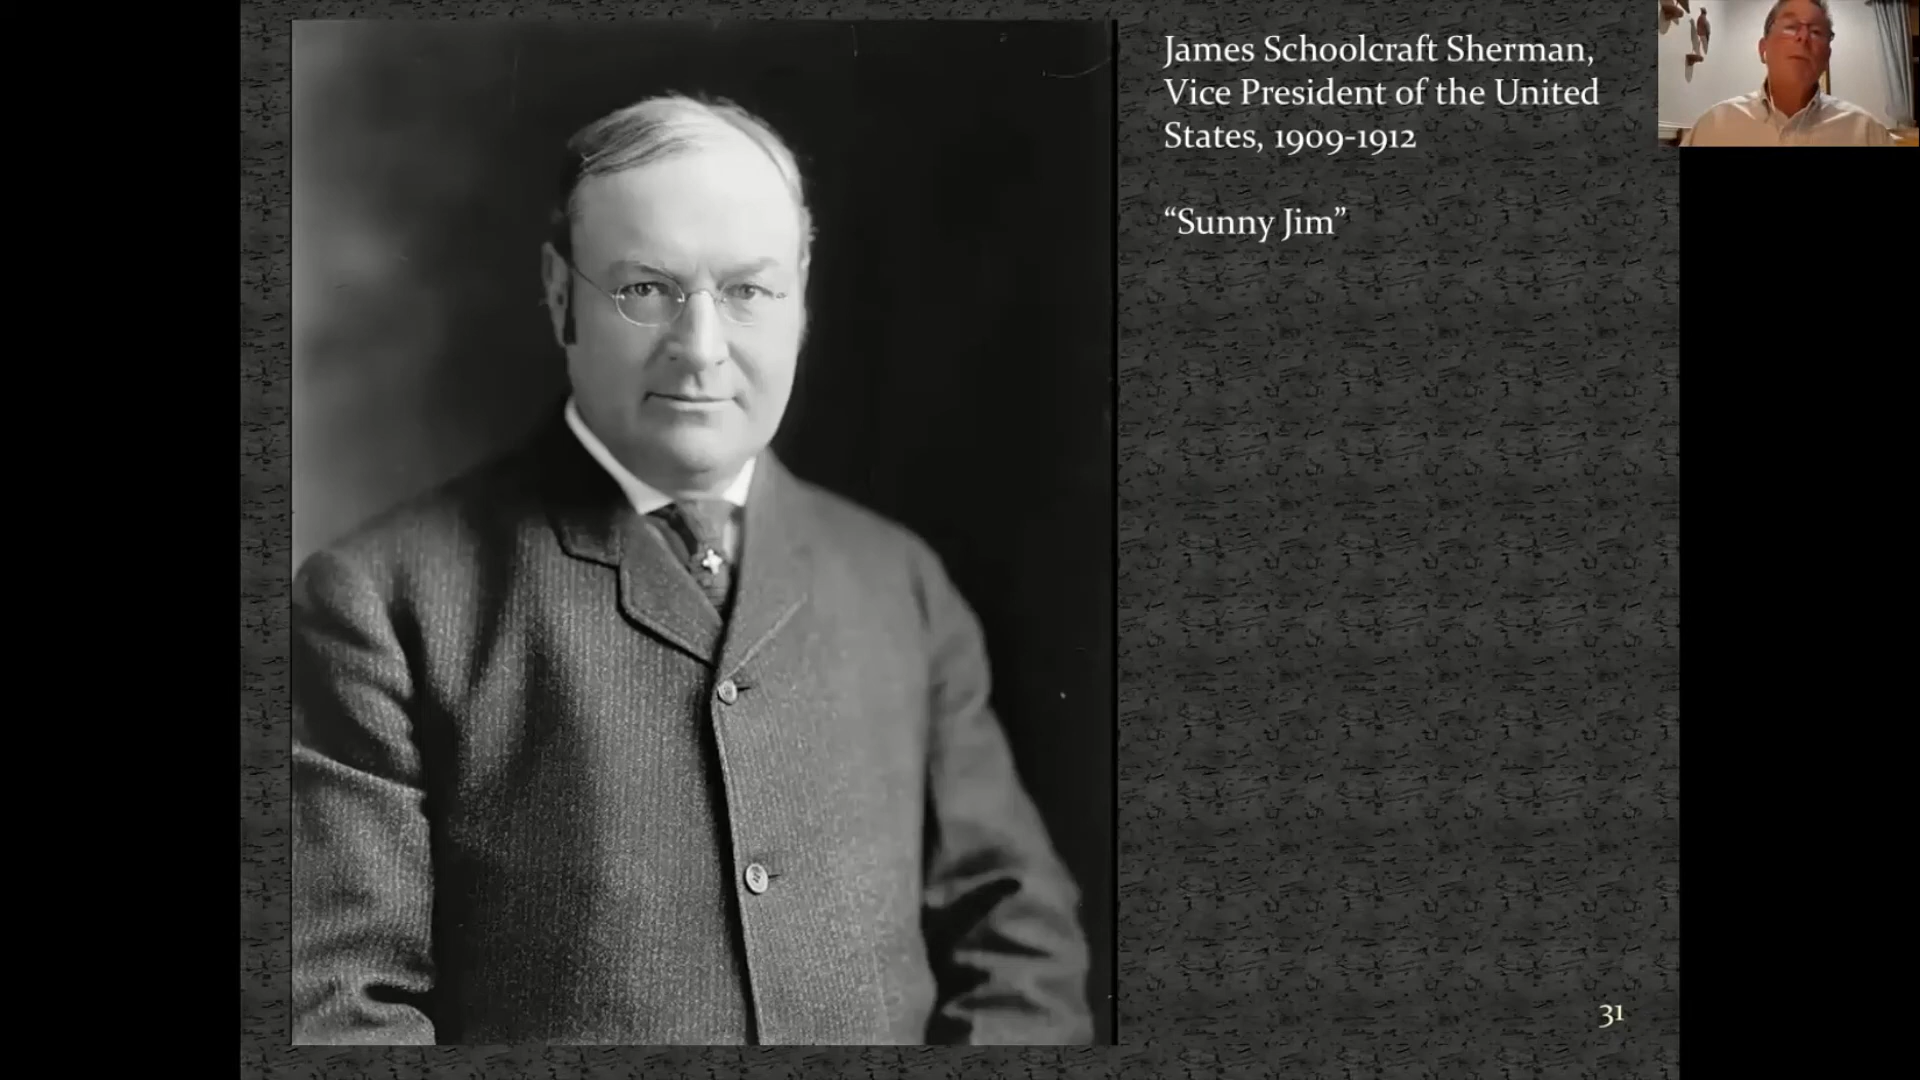 James Schoolcraft Sherman,
Vice President of the United
States, 1909-1912
“Sunny Jim”
31